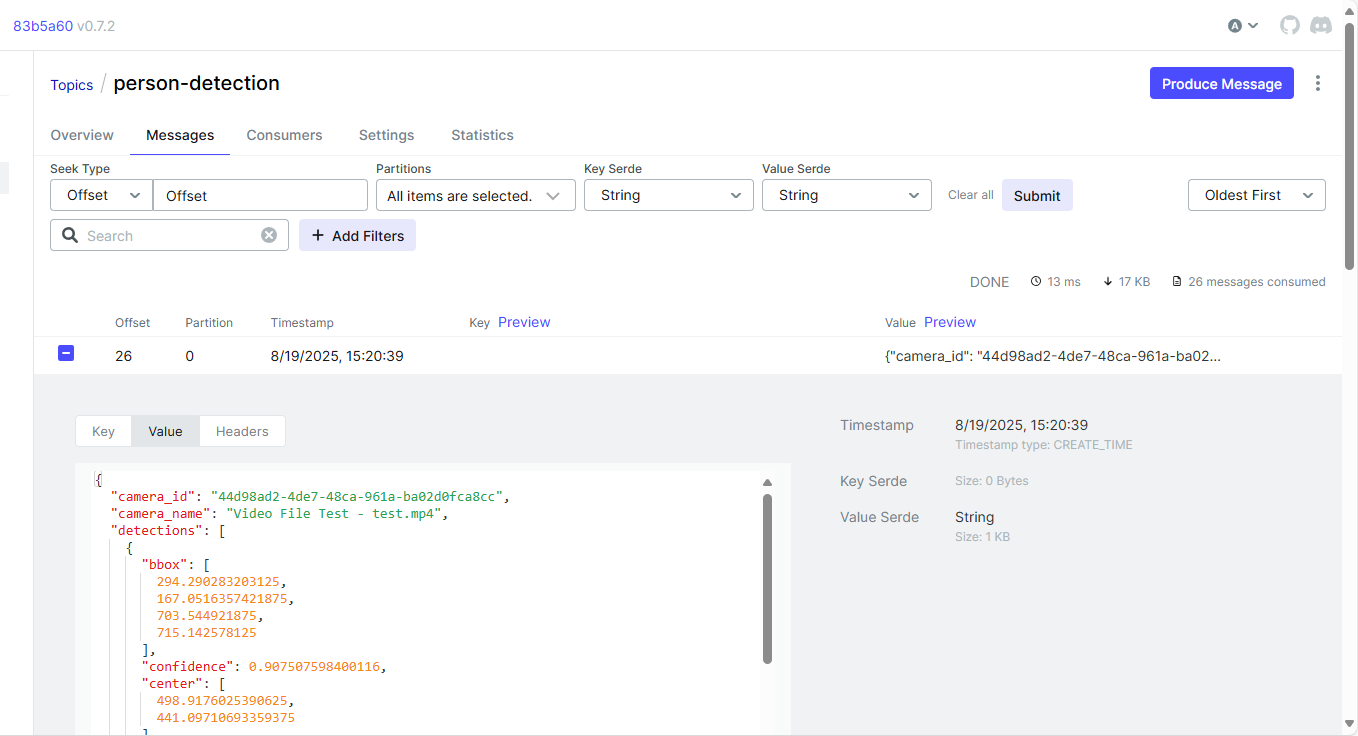 83b5a60 v0.7.2
A
Topics / person-detection
Produce Message
Overview Messages Consumers Settings Statistics
Seek Type Partitions Key Serde Value Serde
Offset Offset All items are selected. String String Clear all Submit Oldest First
Search + Add Filters
DONE 13 ms 17 KB 26 messages consumed
Offset Partition Timestamp Key Preview Value Preview
26 0 8/19/2025, 15:20:39 {"camera_id": "44d98ad2-4de7-48ca-961a-ba02...
Key Value Headers
Timestamp 8/19/2025, 15:20:39
Timestamp type: CREATE_TIME
Key Serde Size: 0 Bytes
Value Serde String
Size: 1 KB
{
"camera_id": "44d98ad2-4de7-48ca-961a-ba02d0fca8cc",
"camera_name": "Video File Test - test.mp4",
"detections": [
{
"bbox": [
294.290283203125,
167.0516357421875,
703.544921875,
715.142578125
],
"confidence": 0.907507598400116,
"center": [
498.9176025390625,
441.09710693359375
]